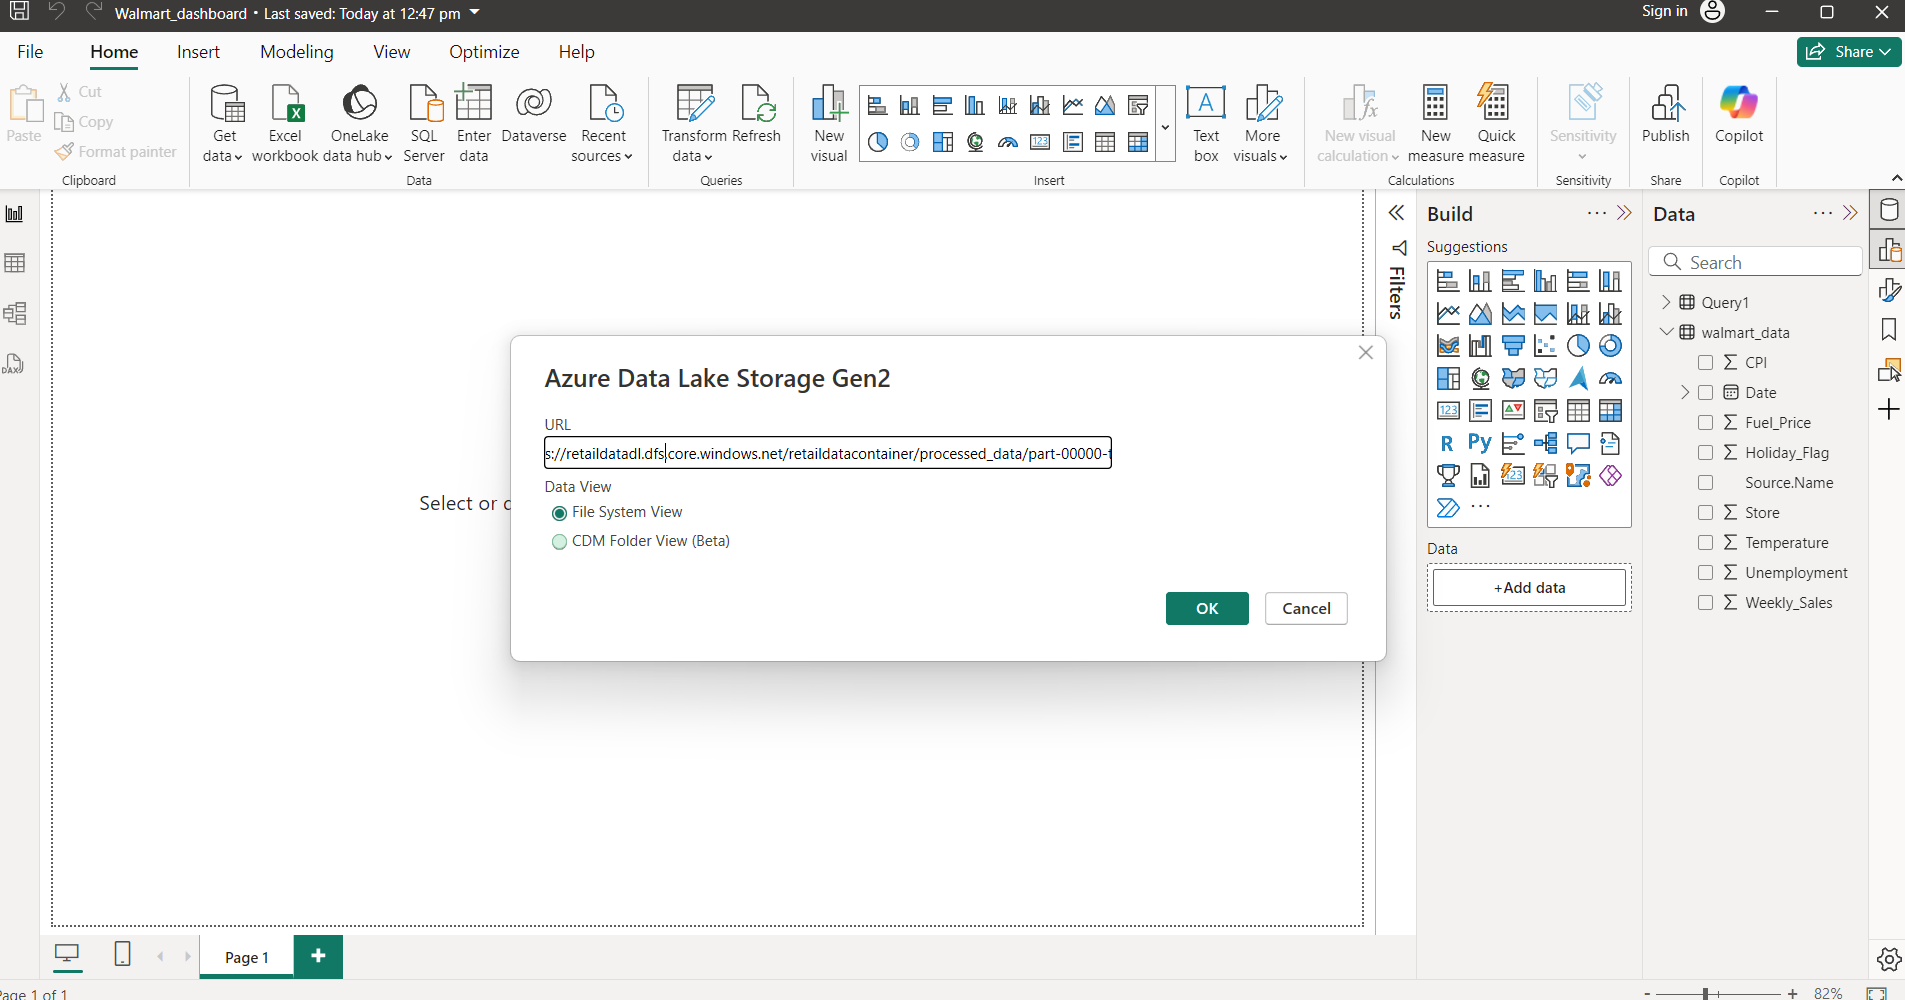 Walmart_dashboard • Last saved: Today at 12:47 pm
Sign in
File Home Insert Modeling View Optimize Help
Share
Paste
Cut
Copy
Format painter
Clipboard
Get data
Excel workbook
OneLake data hub
SQL Server
Enter data
Dataverse
Recent sources
Data
Transform data
Refresh
Queries
New visual
Insert
Text box
More visuals
New visual calculation
New measure
Quick measure
Calculations
Sensitivity
Sensitivity
Publish
Share
Copilot
Copilot
Filters
Build
Suggestions
Data
+Add data
Data
Search
Query1
walmart_data
CPI
Date
Fuel_Price
Holiday_Flag
Source.Name
Store
Temperature
Unemployment
Weekly_Sales
Select or
Azure Data Lake Storage Gen2
URL
s://retaildatadl.dfs.core.windows.net/retaildatacontainer/processed_data/part-00000-
Data View
File System View
CDM Folder View (Beta)
OK
Cancel
Page 1
Page 1 of 1
82%